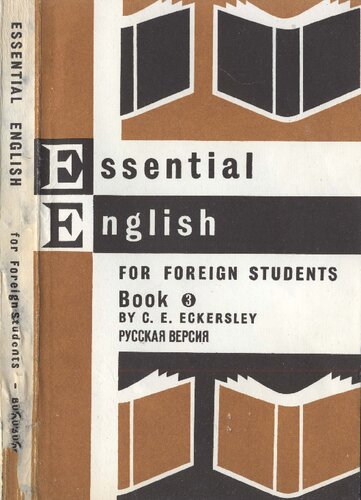 ESSENTIAL ENGLISH for Foreign Students
Essential
English
FOR FOREIGN STUDENTS
Book 3
BY C. E. ECKERSLEY
РУССКАЯ ВЕРСИЯ